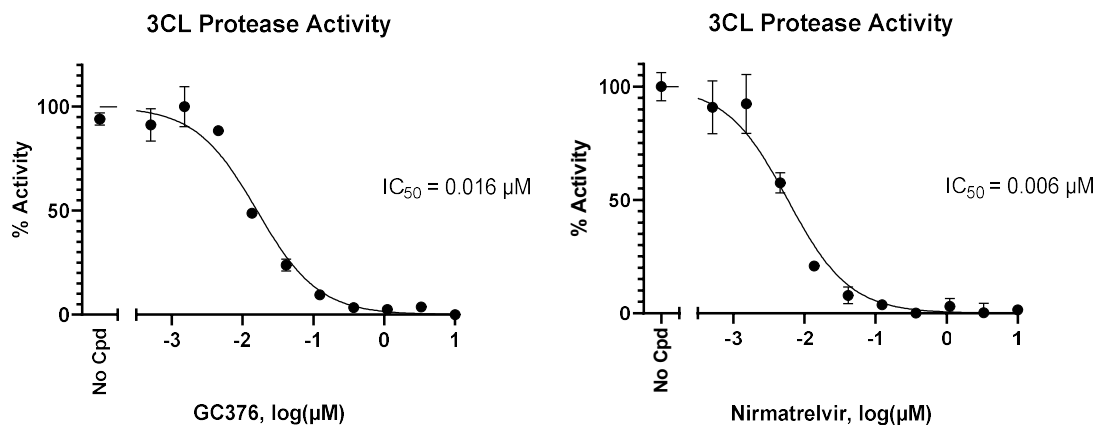 3CL Protease Activity
% Activity
100
50
0
No Cpd
-3 -2 -1 0 1
IC50 = 0.016 µM
GC376, log(µM)
3CL Protease Activity
% Activity
100
50
0
No Cpd
-3 -2 -1 0 1
IC50 = 0.006 µM
Nirmatrelvir, log(µM)